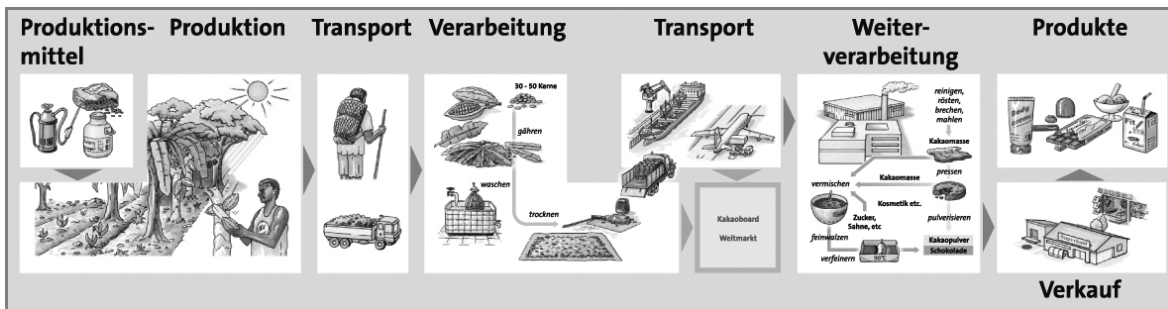 Produktions-
mittel
Produktion
Transport
Verarbeitung
Transport
Weiter-
verarbeitung
Produkte
30 - 50 Kerne
gähren
waschen
trocknen
Kakaoboard
Weltmarkt
reinigen,
rösten,
brechen,
mahlen
Kakaomasse
pressen
Kakaomasse
vermischen
Kosmetik etc.
pulverisieren
Zucker,
Sahne, etc
feinwalzen
verfeinern
90°C
Kakaopulver
Schokolade
Verkauf